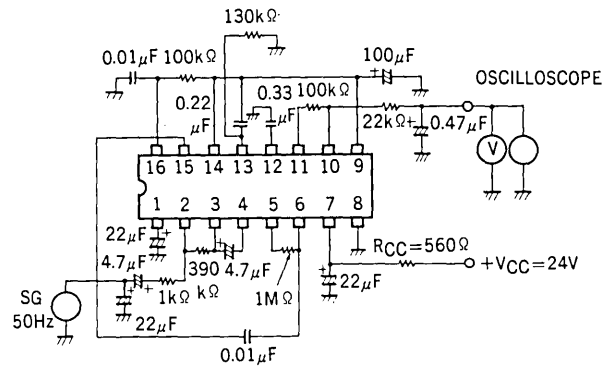 130kΩ
0.01μF 100kΩ
100μF
+
OSCILLOSCOPE
0.22
μF
0.33
μF
100kΩ
22kΩ
+
0.47μF
V
16 15 14 13 12 11 10 9
1 2 3 4 5 6 7 8
22μF
+
4.7μF
+
1kΩ
+
22μF
390
kΩ
+
4.7μF
1MΩ
+
22μF
RCC=560Ω
+VCC=24V
SG
50Hz
0.01μF